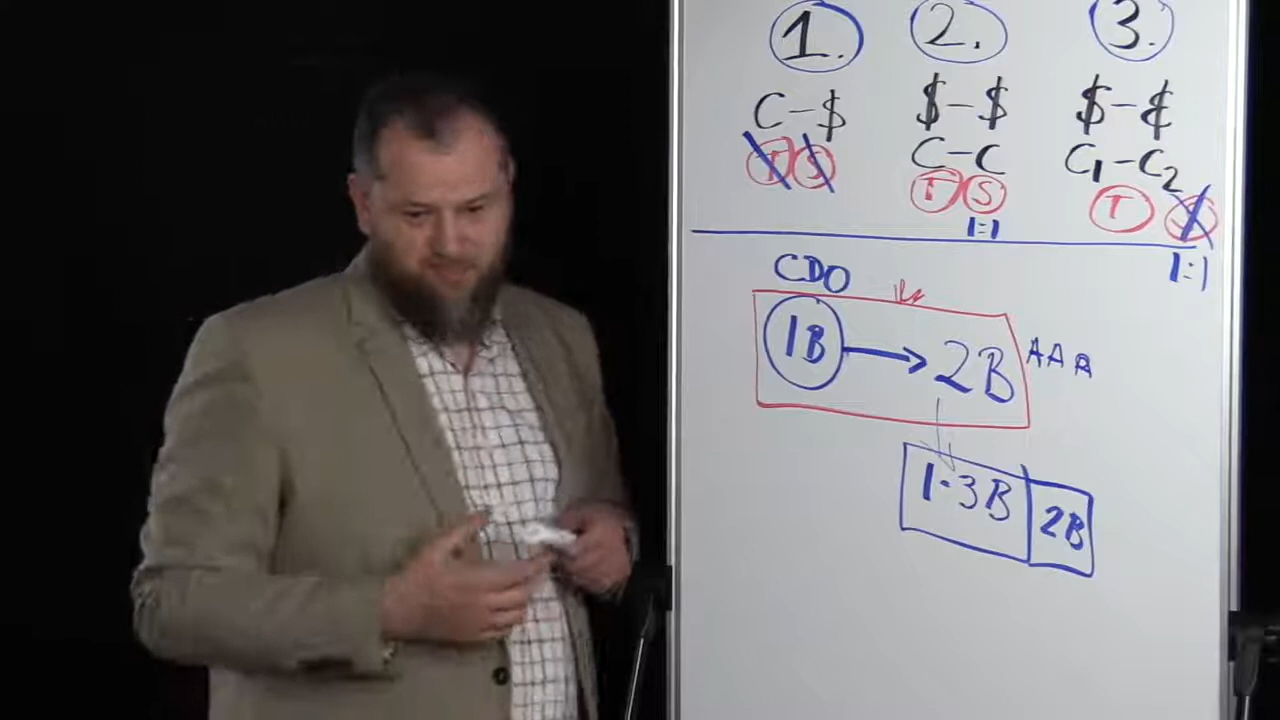 1. 2. 3.
C-$ $-$ $-¢
T S C-C C₁-C₂
T S T
1:1 1:1
CDO
1B → 2B AAA
1.3B 2B